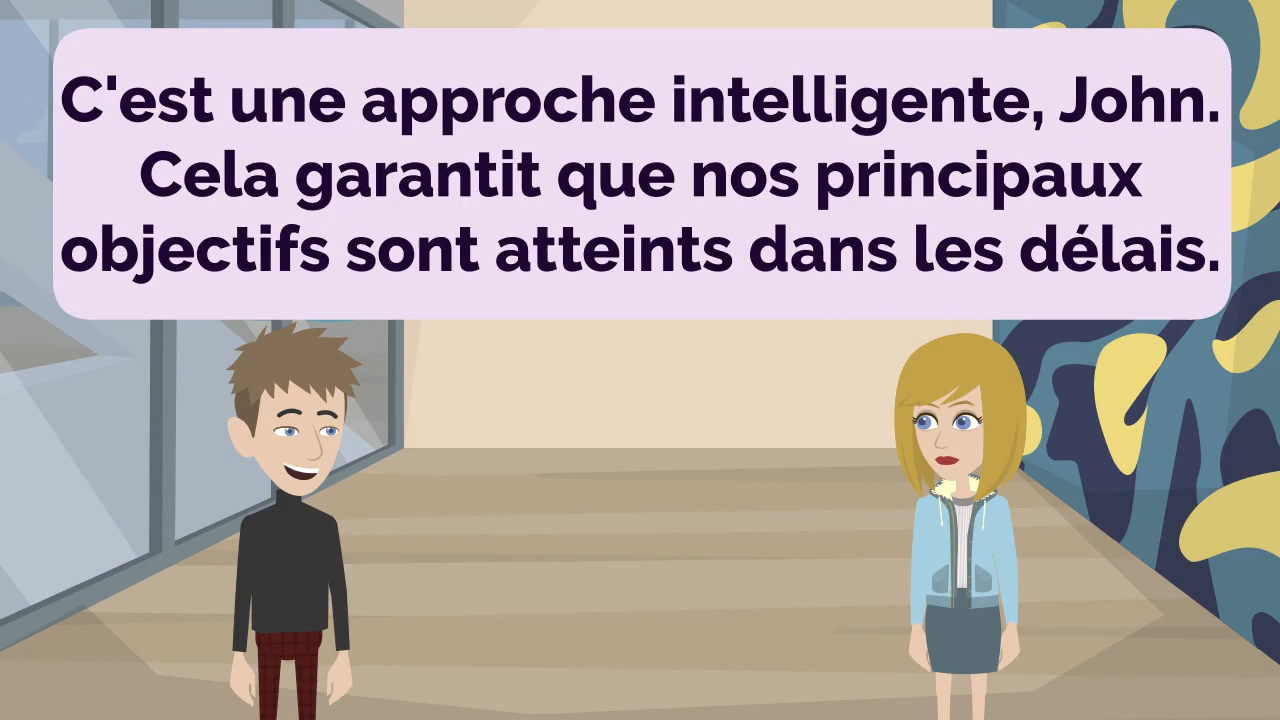 C'est une approche intelligente, John.
Cela garantit que nos principaux
objectifs sont atteints dans les délais.